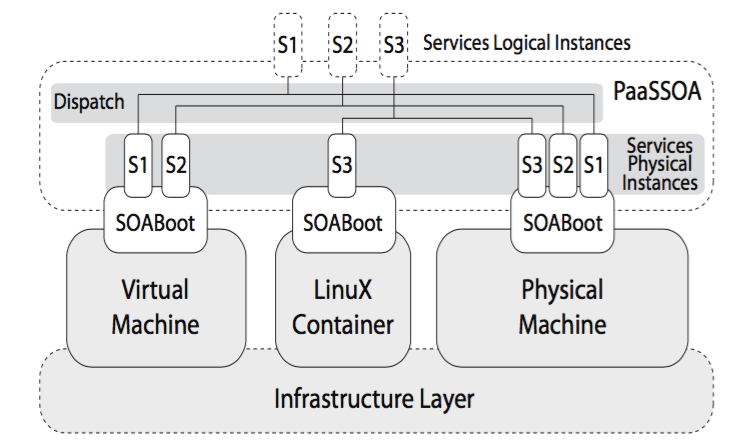 S1 S2 S3 Services Logical Instances
Dispatch
PaaSSOA
S1 S2 S3 S3 S2 S1
Services
Physical
Instances
SOABoot SOABoot SOABoot
Virtual
Machine
LinuX
Container
Physical
Machine
Infrastructure Layer